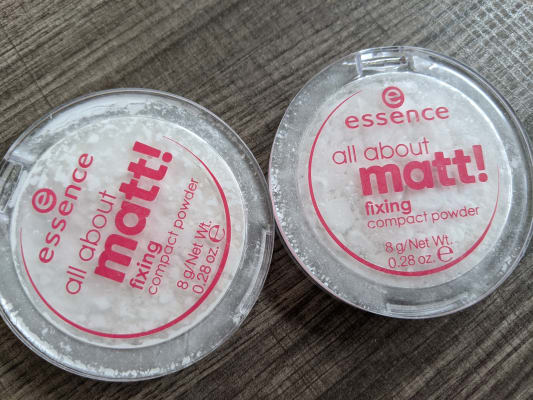 essence
all about
matt!
fixing
compact powder
8 g/Net Wt.
0.28 oz. ℮
essence
all about
matt!
fixing
compact powder
8 g/Net Wt.
0.28 oz. ℮